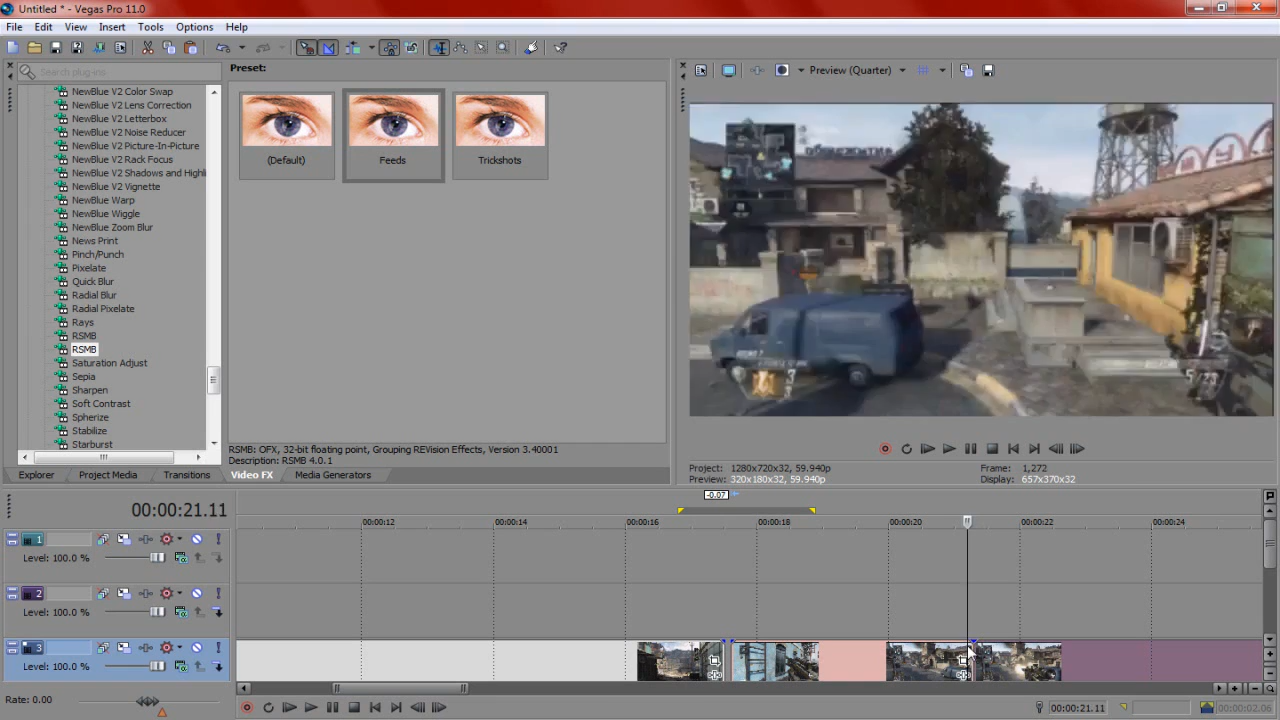 Untitled * - Vegas Pro 11.0
File Edit View Insert Tools Options Help
Search plug-ins
Preset:
Preview (Quarter)
NewBlue V2 Color Swap
NewBlue V2 Lens Correction
NewBlue V2 Letterbox
NewBlue V2 Noise Reducer
NewBlue V2 Picture-In-Picture
NewBlue V2 Rack Focus
NewBlue V2 Shadows and Highli
NewBlue V2 Vignette
NewBlue Warp
NewBlue Wiggle
NewBlue Zoom Blur
News Print
Pinch/Punch
Pixelate
Quick Blur
Radial Blur
Radial Pixelate
Rays
RSMB
RSMB
Saturation Adjust
Sepia
Sharpen
Soft Contrast
Spherize
Stabilize
Starburst
(Default) Feeds Trickshots
RSMB: OFX, 32-bit floating point, Grouping REVision Effects, Version 3.40001
Description: RSMB 4.0.1
Explorer Project Media Transitions Video FX Media Generators
5/23
Project: 1280x720x32, 59.940p Frame: 1,272
Preview: 320x180x32, 59.940p Display: 657x370x32
-0.07
00:00:21.11
00:00:12 00:00:14 00:00:16 00:00:18 00:00:20 00:00:22 00:00:24
1
Level: 100.0 %
2
Level: 100.0 %
3
Level: 100.0 %
Rate: 0.00
00:00:21.11
00:00:02.06